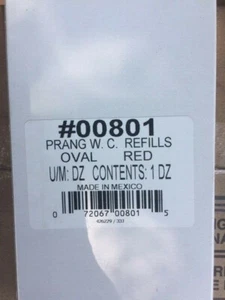 #00801
PRANG W. C. REFILLS
OVAL RED
U/M: DZ CONTENTS: 1 DZ
MADE IN MEXICO
0 72067 00801 5